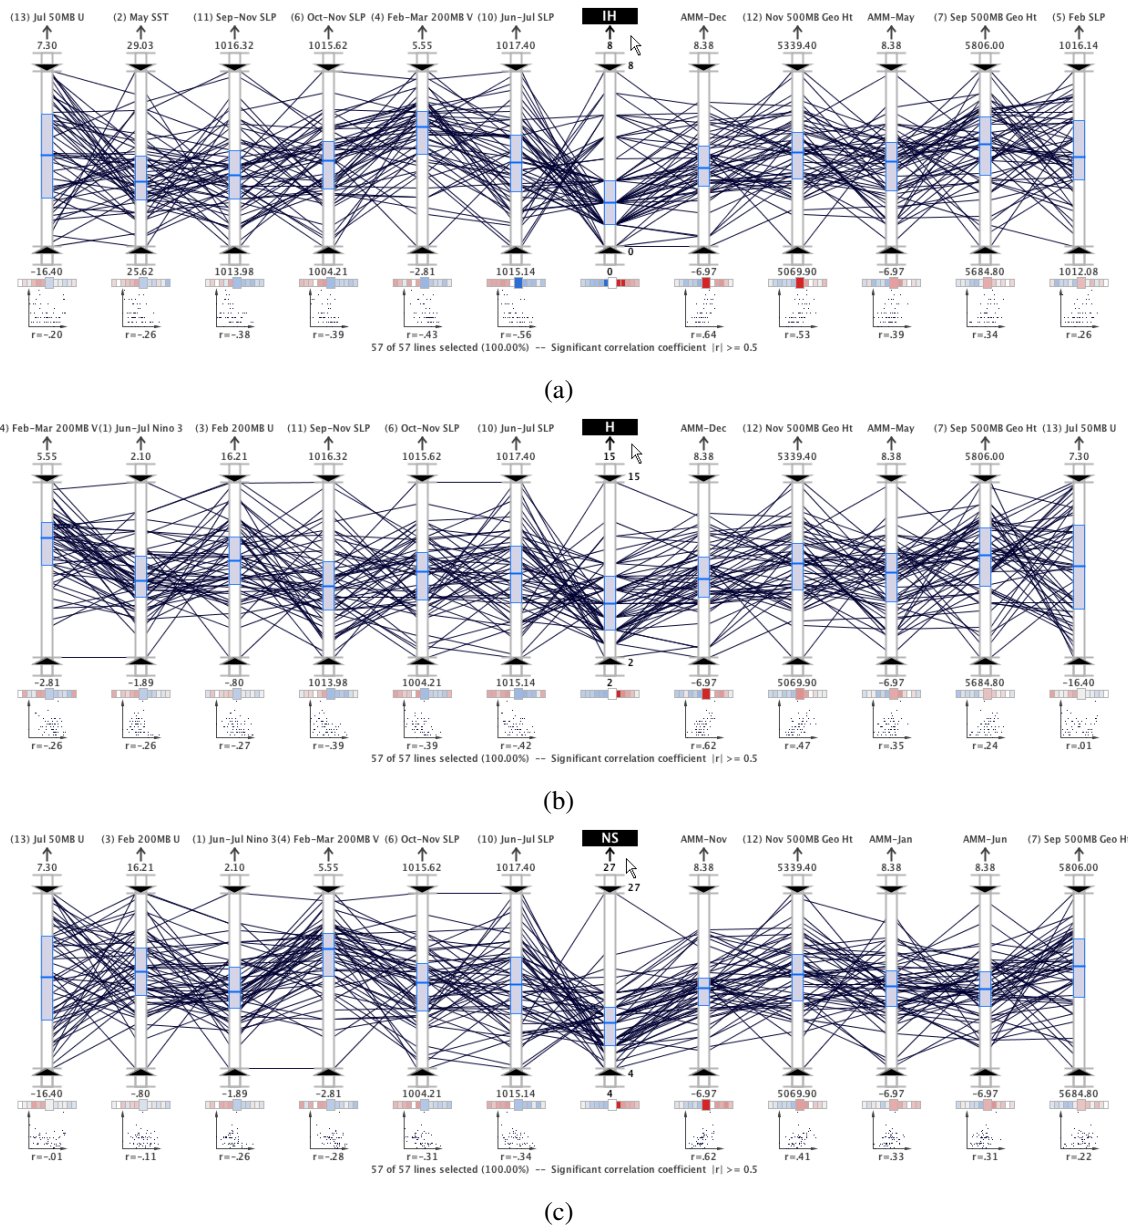 (13) Jul 50MB U (2) May SST (11) Sep-Nov SLP (6) Oct-Nov SLP (4) Feb-Mar 200MB V (10) Jun-Jul SLP IH AMM-Dec (12) Nov 500MB Geo Ht AMM-May (7) Sep 500MB Geo Ht (5) Feb SLP
7.30 29.03 1016.32 1015.62 5.55 1017.40 8 8.38 5339.40 8.38 5806.00 1016.14
8
0
-16.40 25.62 1013.98 1004.21 -2.81 1015.14 0 -6.97 5069.90 -6.97 5684.80 1012.08
r=-.20 r=-.26 r=-.38 r=-.39 r=-.43 r=-.56 r=.64 r=.53 r=.39 r=.34 r=.26
57 of 57 lines selected (100.00%) -- Significant correlation coefficient |r| >= 0.5
(a)
4) Feb-Mar 200MB V (1) Jun-Jul Nino 3 (3) Feb 200MB U (11) Sep-Nov SLP (6) Oct-Nov SLP (10) Jun-Jul SLP H AMM-Dec (12) Nov 500MB Geo Ht AMM-May (7) Sep 500MB Geo Ht (13) Jul 50MB U
5.55 2.10 16.21 1016.32 1015.62 1017.40 15 8.38 5339.40 8.38 5806.00 7.30
15
2
-2.81 -1.89 -.80 1013.98 1004.21 1015.14 2 -6.97 5069.90 -6.97 5684.80 -16.40
r=-.26 r=-.26 r=-.27 r=-.39 r=-.39 r=-.42 r=.62 r=.47 r=.35 r=.24 r=.01
57 of 57 lines selected (100.00%) -- Significant correlation coefficient |r| >= 0.5
(b)
(13) Jul 50MB U (3) Feb 200MB U (1) Jun-Jul Nino 3 (4) Feb-Mar 200MB V (6) Oct-Nov SLP (10) Jun-Jul SLP NS AMM-Nov (12) Nov 500MB Geo Ht AMM-Jan AMM-Jun (7) Sep 500MB Geo Ht
7.30 16.21 2.10 5.55 1015.62 1017.40 27 8.38 5339.40 8.38 8.38 5806.00
27
4
-16.40 -.80 -1.89 -2.81 1004.21 1015.14 4 -6.97 5069.90 -6.97 -6.97 5684.80
r=-.01 r=-.11 r=-.26 r=-.28 r=-.31 r=-.34 r=.62 r=.41 r=.33 r=.31 r=.22
57 of 57 lines selected (100.00%) -- Significant correlation coefficient |r| >= 0.5
(c)